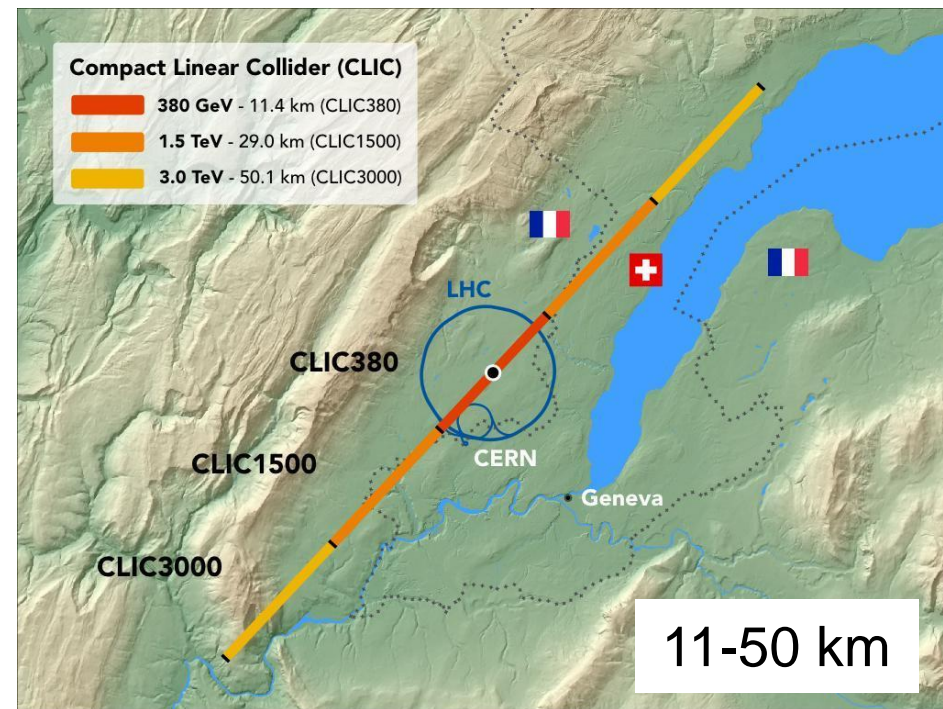 Compact Linear Collider (CLIC)
380 GeV - 11.4 km (CLIC380)
1.5 TeV - 29.0 km (CLIC1500)
3.0 TeV - 50.1 km (CLIC3000)
LHC
CLIC380
CLIC1500
CERN
Geneva
CLIC3000
11-50 km